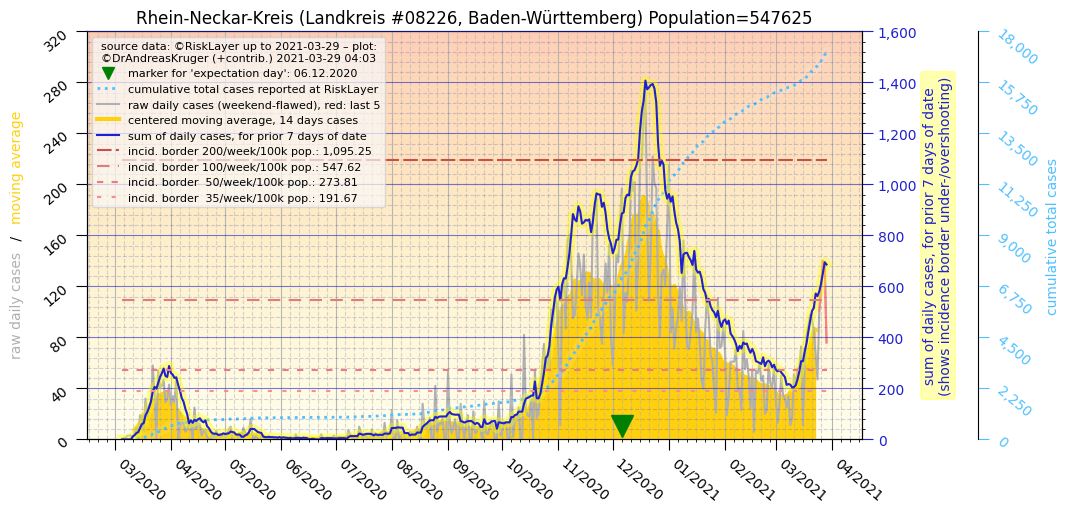 Rhein-Neckar-Kreis (Landkreis #08226, Baden-Württemberg) Population=547625
source data: ©RiskLayer up to 2021-03-29 – plot:
©DrAndreasKruger (+contrib.) 2021-03-29 04:03
marker for 'expectation day': 06.12.2020
cumulative total cases reported at RiskLayer
raw daily cases (weekend-flawed), red: last 5
centered moving average, 14 days cases
sum of daily cases, for prior 7 days of date
incid. border 200/week/100k pop.: 1,095.25
incid. border 100/week/100k pop.: 547.62
incid. border  50/week/100k pop.: 273.81
incid. border  35/week/100k pop.: 191.67
raw daily cases / moving average
320
280
240
200
160
120
80
40
0
03/2020
04/2020
05/2020
06/2020
07/2020
08/2020
09/2020
10/2020
11/2020
12/2020
01/2021
02/2021
03/2021
04/2021
1,600
1,400
1,200
1,000
800
600
400
200
0
sum of daily cases, for prior 7 days of date
(shows incidence border under-/overshooting)
18,000
15,750
13,500
11,250
9,000
6,750
4,500
2,250
0
cumulative total cases